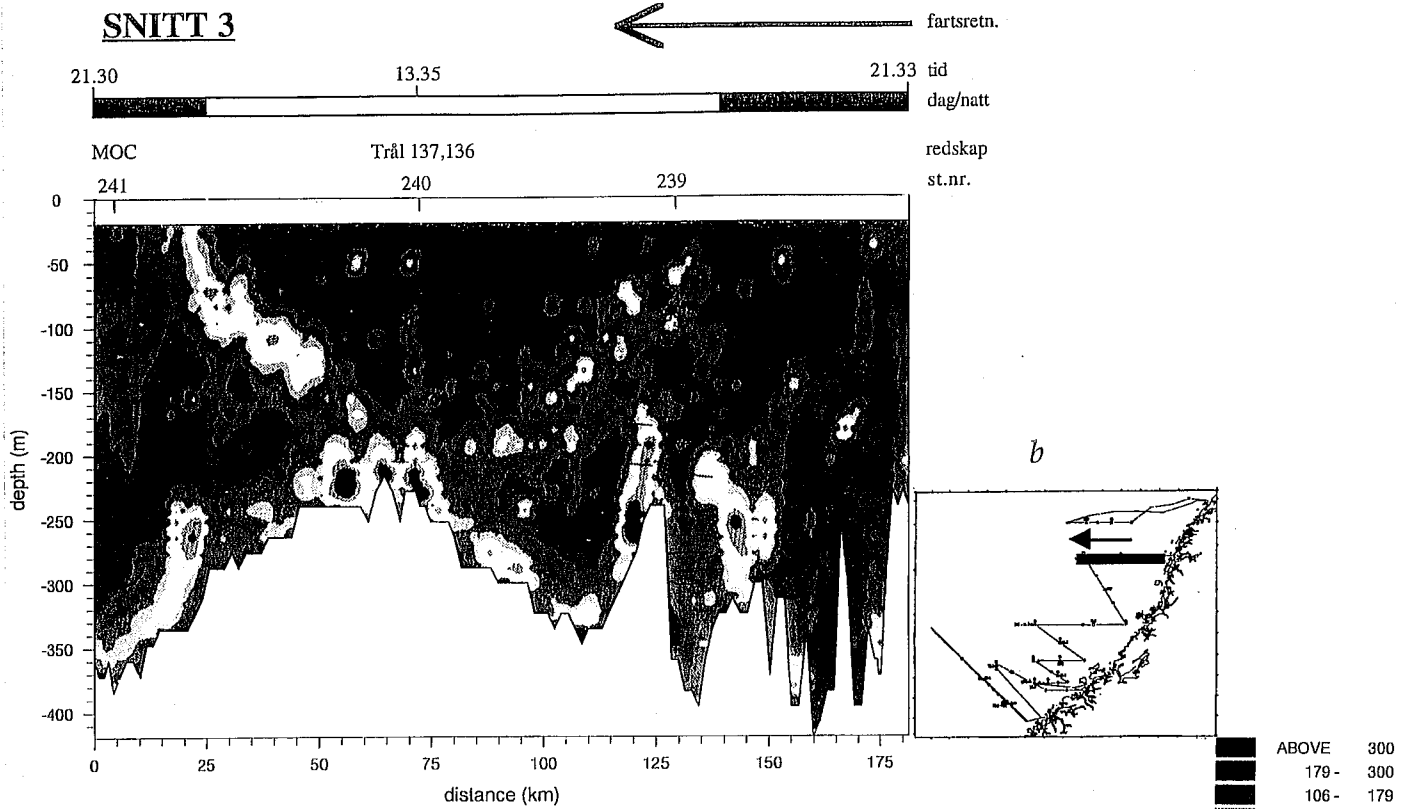 SNITT 3
fartsretn.
21.30 13.35 21.33 tid
dag/natt
MOC Trål 137,136 redskap
241 240 239 st.nr.
0
-50
-100
-150
-200
-250
-300
-350
-400
depth (m)
0 25 50 75 100 125 150 175
distance (km)
b
ABOVE 300
179 - 300
106 - 179